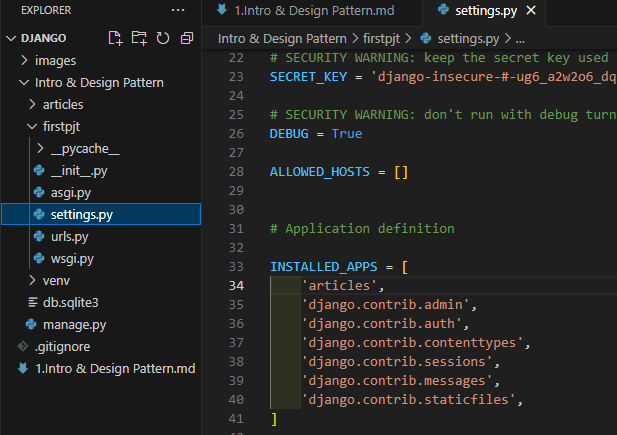 EXPLORER
DJANGO
images
Intro & Design Pattern
articles
firstpjt
__pycache__
__init__.py
asgi.py
settings.py
urls.py
wsgi.py
venv
db.sqlite3
manage.py
.gitignore
1.Intro & Design Pattern.md
1.Intro & Design Pattern.md
settings.py
Intro & Design Pattern > firstpjt > settings.py > ...
22 # SECURITY WARNING: keep the secret key used
23 SECRET_KEY = 'django-insecure-#-ug6_a2w2o6_dq
24
25 # SECURITY WARNING: don't run with debug turn
26 DEBUG = True
27
28 ALLOWED_HOSTS = []
29
30
31 # Application definition
32
33 INSTALLED_APPS = [
34 'articles',
35 'django.contrib.admin',
36 'django.contrib.auth',
37 'django.contrib.contenttypes',
38 'django.contrib.sessions',
39 'django.contrib.messages',
40 'django.contrib.staticfiles',
41 ]